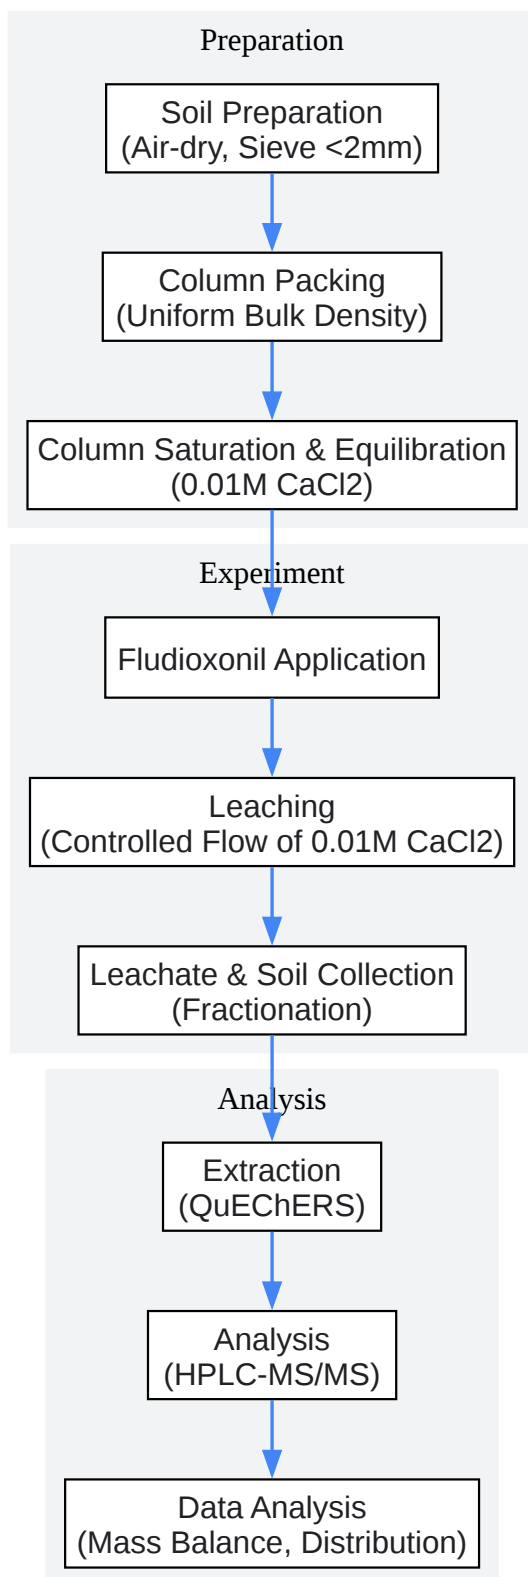 Preparation
Soil Preparation
(Air-dry, Sieve <2mm)
Column Packing
(Uniform Bulk Density)
Column Saturation & Equilibration
(0.01M CaCl2)
Experiment
Fludioxonil Application
Leaching
(Controlled Flow of 0.01M CaCl2)
Leachate & Soil Collection
(Fractionation)
Analysis
Extraction
(QuEChERS)
Analysis
(HPLC-MS/MS)
Data Analysis
(Mass Balance, Distribution)